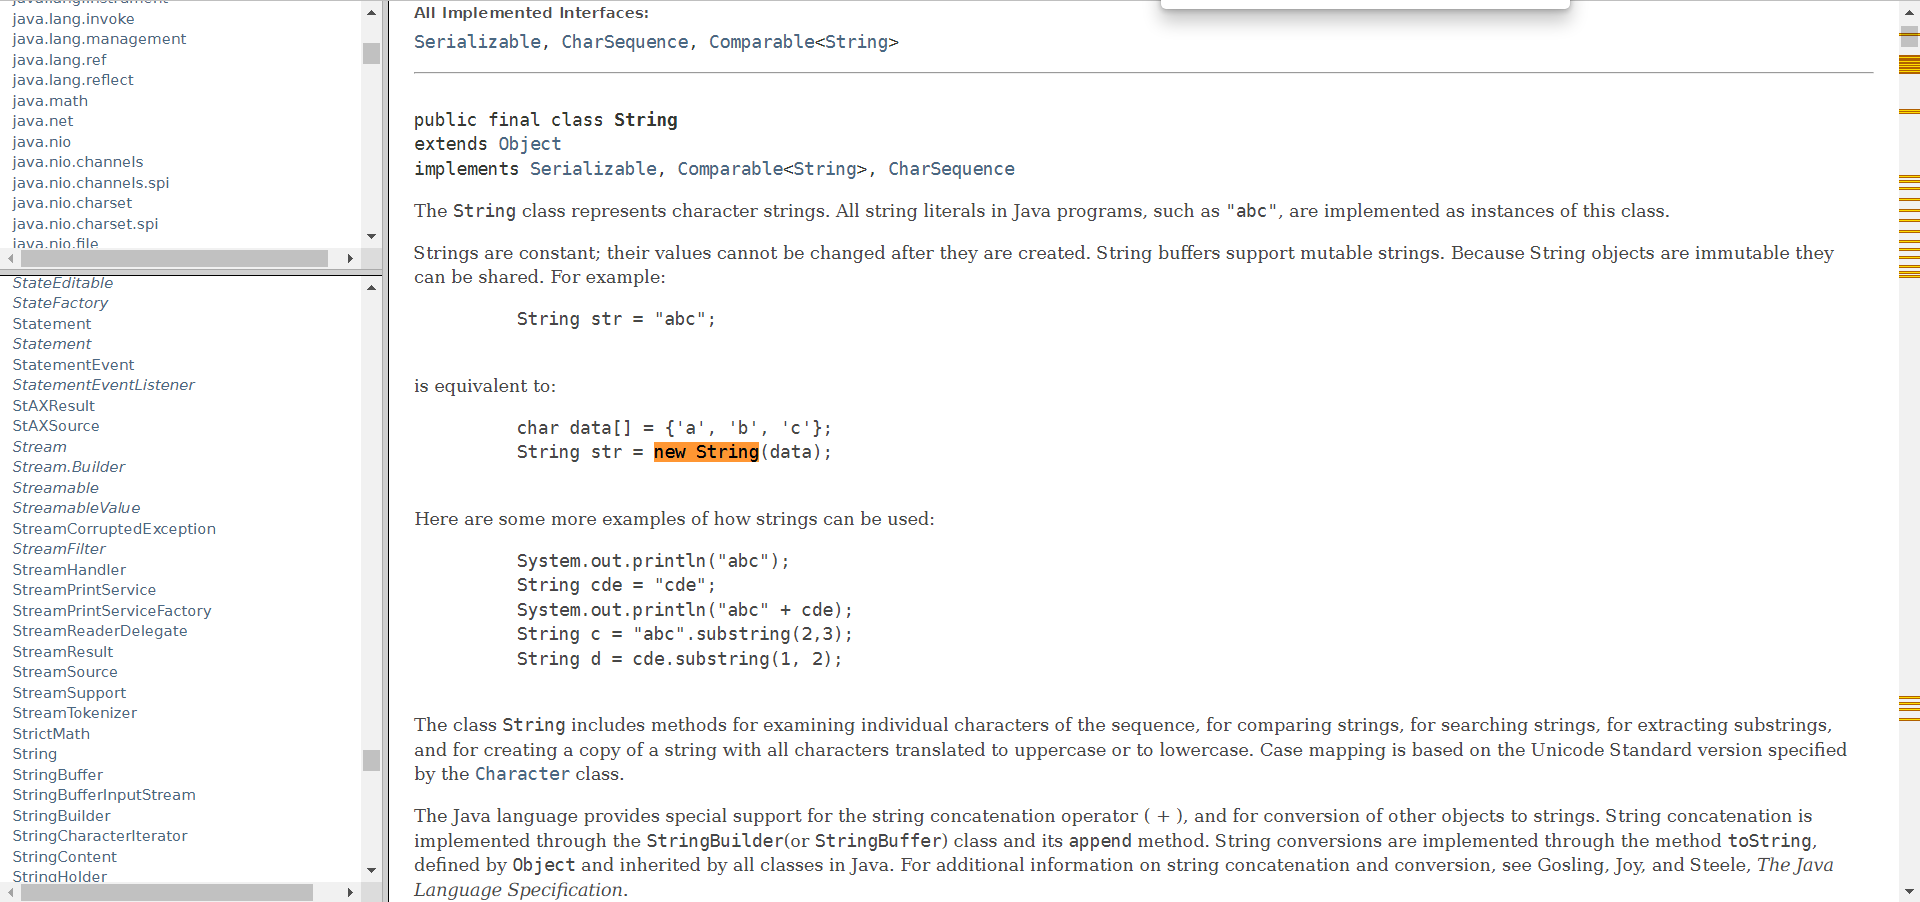 java.lang.invoke
java.lang.management
java.lang.ref
java.lang.reflect
java.math
java.net
java.nio
java.nio.channels
java.nio.channels.spi
java.nio.charset
java.nio.charset.spi
java.nio.file
StateEditable
StateFactory
Statement
Statement
StatementEvent
StatementEventListener
StAXResult
StAXSource
Stream
Stream.Builder
Streamable
StreamableValue
StreamCorruptedException
StreamFilter
StreamHandler
StreamPrintService
StreamPrintServiceFactory
StreamReaderDelegate
StreamResult
StreamSource
StreamSupport
StreamTokenizer
StrictMath
String
StringBuffer
StringBufferInputStream
StringBuilder
StringCharacterIterator
StringContent
StringHolder
All Implemented Interfaces:
Serializable, CharSequence, Comparable<String>
public final class String
extends Object
implements Serializable, Comparable<String>, CharSequence
The String class represents character strings. All string literals in Java programs, such as "abc", are implemented as instances of this class.
Strings are constant; their values cannot be changed after they are created. String buffers support mutable strings. Because String objects are immutable they
can be shared. For example:
String str = "abc";
is equivalent to:
char data[] = {'a', 'b', 'c'};
String str = new String(data);
Here are some more examples of how strings can be used:
System.out.println("abc");
String cde = "cde";
System.out.println("abc" + cde);
String c = "abc".substring(2,3);
String d = cde.substring(1, 2);
The class String includes methods for examining individual characters of the sequence, for comparing strings, for searching strings, for extracting substrings,
and for creating a copy of a string with all characters translated to uppercase or to lowercase. Case mapping is based on the Unicode Standard version specified
by the Character class.
The Java language provides special support for the string concatenation operator ( + ), and for conversion of other objects to strings. String concatenation is
implemented through the StringBuilder(or StringBuffer) class and its append method. String conversions are implemented through the method toString,
defined by Object and inherited by all classes in Java. For additional information on string concatenation and conversion, see Gosling, Joy, and Steele, The Java
Language Specification.